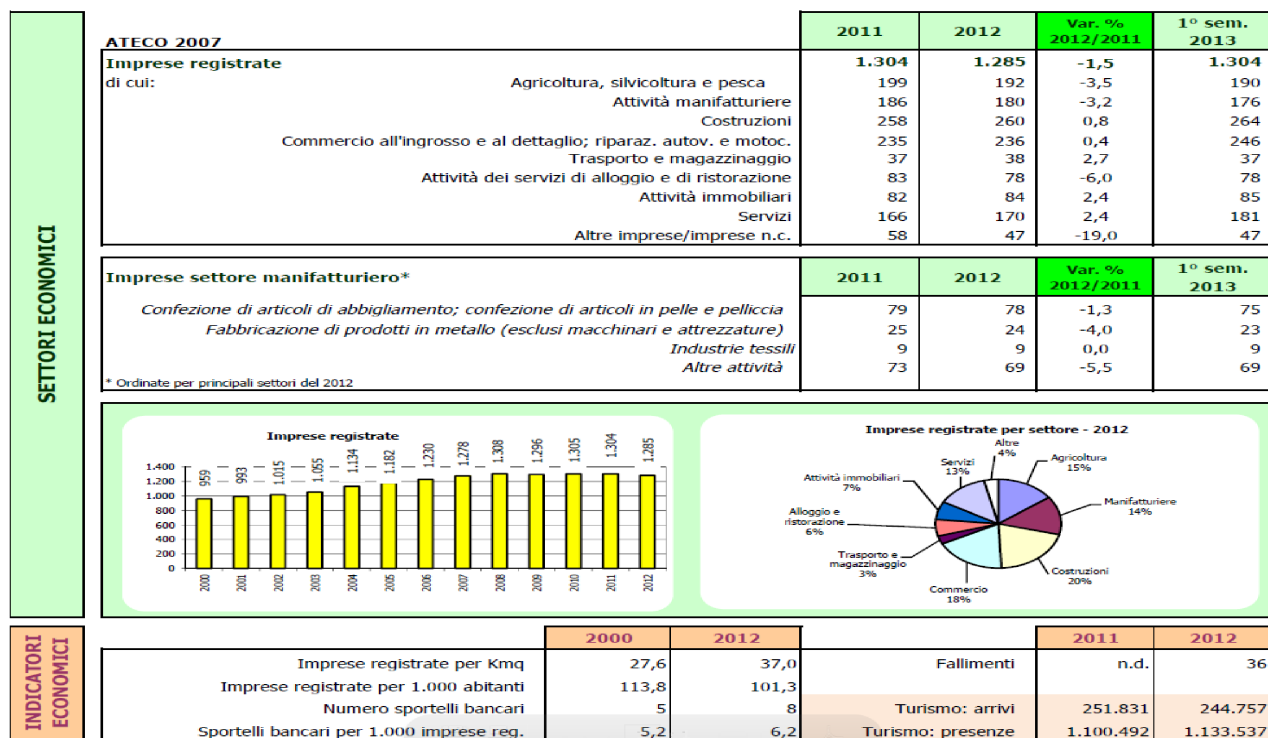 SETTORI ECONOMICI
ATECO 2007 2011 2012 Var. % 2012/2011 1° sem. 2013
Imprese registrate 1.304 1.285 -1,5 1.304
di cui: Agricoltura, silvicoltura e pesca 199 192 -3,5 190
Attività manifatturiere 186 180 -3,2 176
Costruzioni 258 260 0,8 264
Commercio all'ingrosso e al dettaglio; riparaz. autov. e motoc. 235 236 0,4 246
Trasporto e magazzinaggio 37 38 2,7 37
Attività dei servizi di alloggio e di ristorazione 83 78 -6,0 78
Attività immobiliari 82 84 2,4 85
Servizi 166 170 2,4 181
Altre imprese/imprese n.c. 58 47 -19,0 47
Imprese settore manifatturiero* 2011 2012 Var. % 2012/2011 1° sem. 2013
Confezione di articoli di abbigliamento; confezione di articoli in pelle e pelliccia 79 78 -1,3 75
Fabbricazione di prodotti in metallo (esclusi macchinari e attrezzature) 25 24 -4,0 23
Industrie tessili 9 9 0,0 9
Altre attività 73 69 -5,5 69
* Ordinate per principali settori del 2012
Imprese registrate
959 993 1.015 1.055 1.134 1.182 1.230 1.278 1.308 1.296 1.305 1.304 1.285
1.400
1.200
1.000
800
600
400
200
0
2000 2001 2002 2003 2004 2005 2006 2007 2008 2009 2010 2011 2012
Imprese registrate per settore - 2012
Altre
4%
Agricoltura
15%
Manifatturiere
14%
Costruzioni
20%
Commercio
18%
Trasporto e
magazzinaggio
3%
Alloggio e
ristorazione
6%
Attività immobiliari
7%
Servizi
13%
INDICATORI
ECONOMICI
2000 2012 2011 2012
Imprese registrate per Kmq 27,6 37,0 Fallimenti n.d. 36
Imprese registrate per 1.000 abitanti 113,8 101,3
Numero sportelli bancari 5 8 Turismo: arrivi 251.831 244.757
Sportelli bancari per 1.000 imprese reg. 5,2 6,2 Turismo: presenze 1.100.492 1.133.537